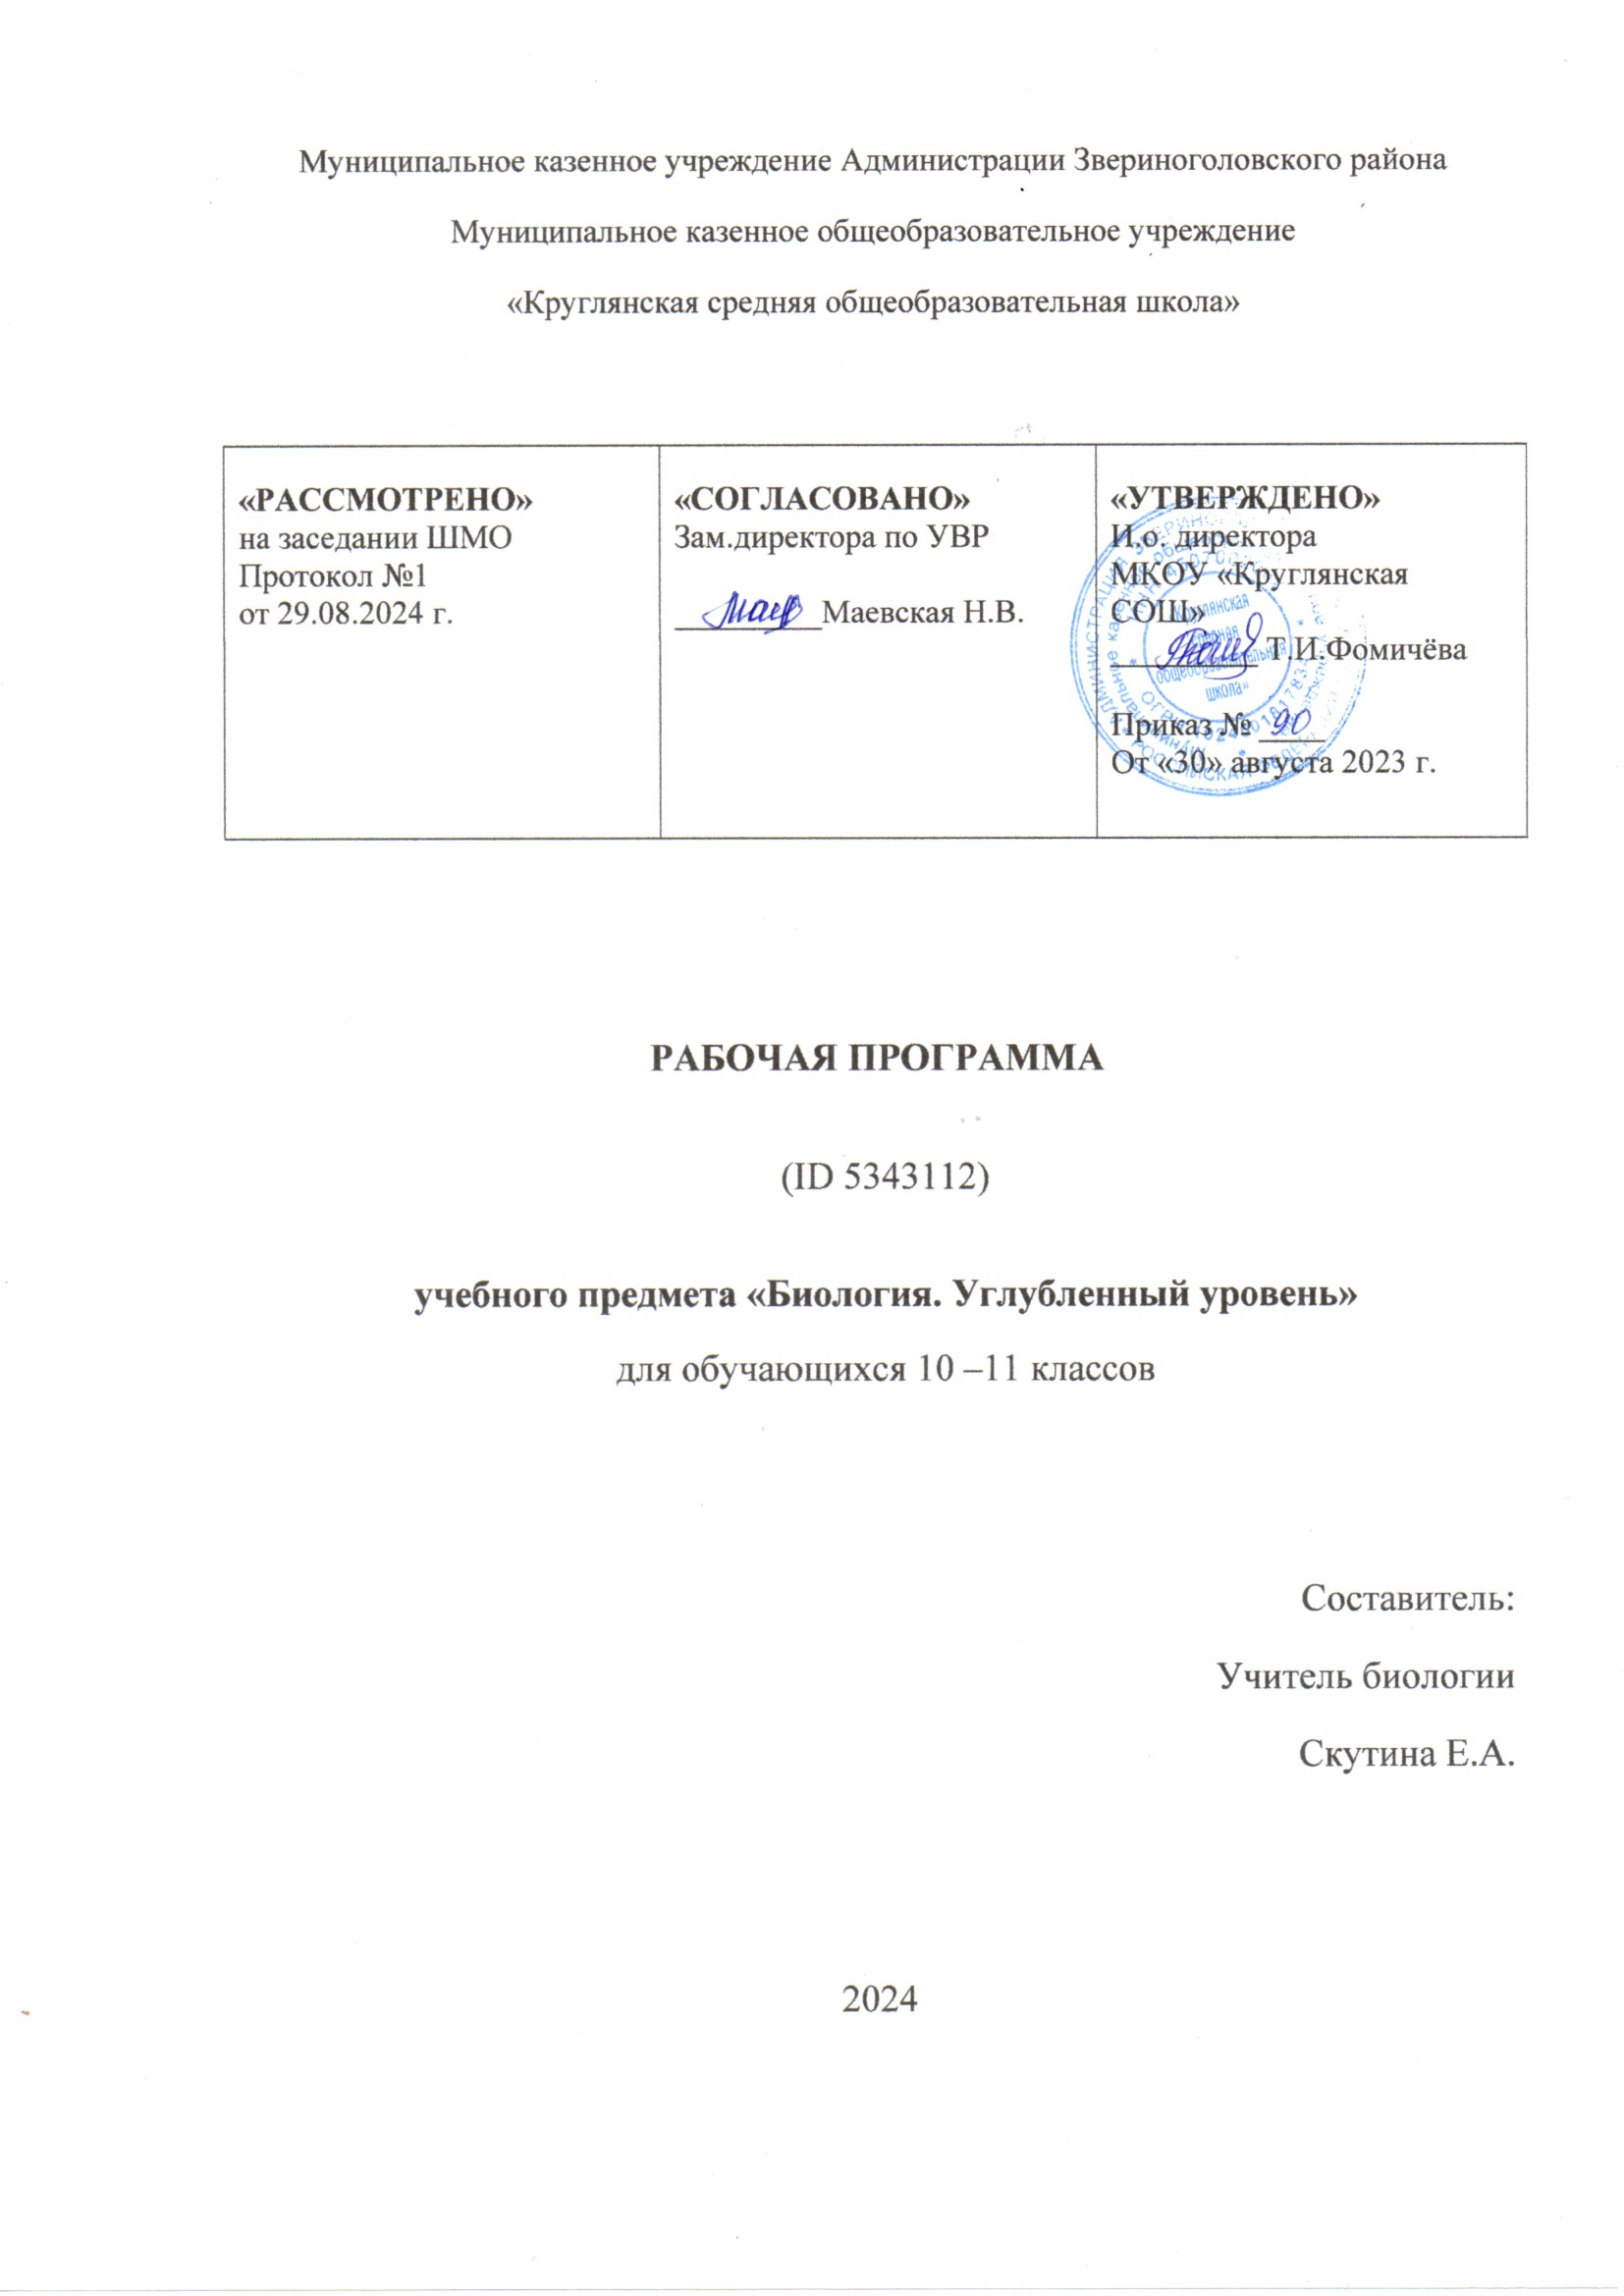 Муниципальное казенное учреждение Администрации Звериноголовского района
Муниципальное казенное общеобразовательное учреждение
«Круглянская средняя общеобразовательная школа»
«РАССМОТРЕНО»
на заседании ШМО
Протокол №1
от 29.08.2024 г.
«СОГЛАСОВАНО»
Зам.директора по УВР
Маевская Н.В.
«УТВЕРЖДЕНО»
И.о. директора
МКОУ «Круглянская
СОШ»
Т.И.Фомичёва
Приказ № 90
От «30» августа 2023 г.
Круглянская
общеобразовательная
школа»
РАБОЧАЯ ПРОГРАММА
(ID 5343112)
учебного предмета «Биология. Углубленный уровень»
для обучающихся 10 –11 классов
Составитель:
Учитель биологии
Скутина Е.А.
2024